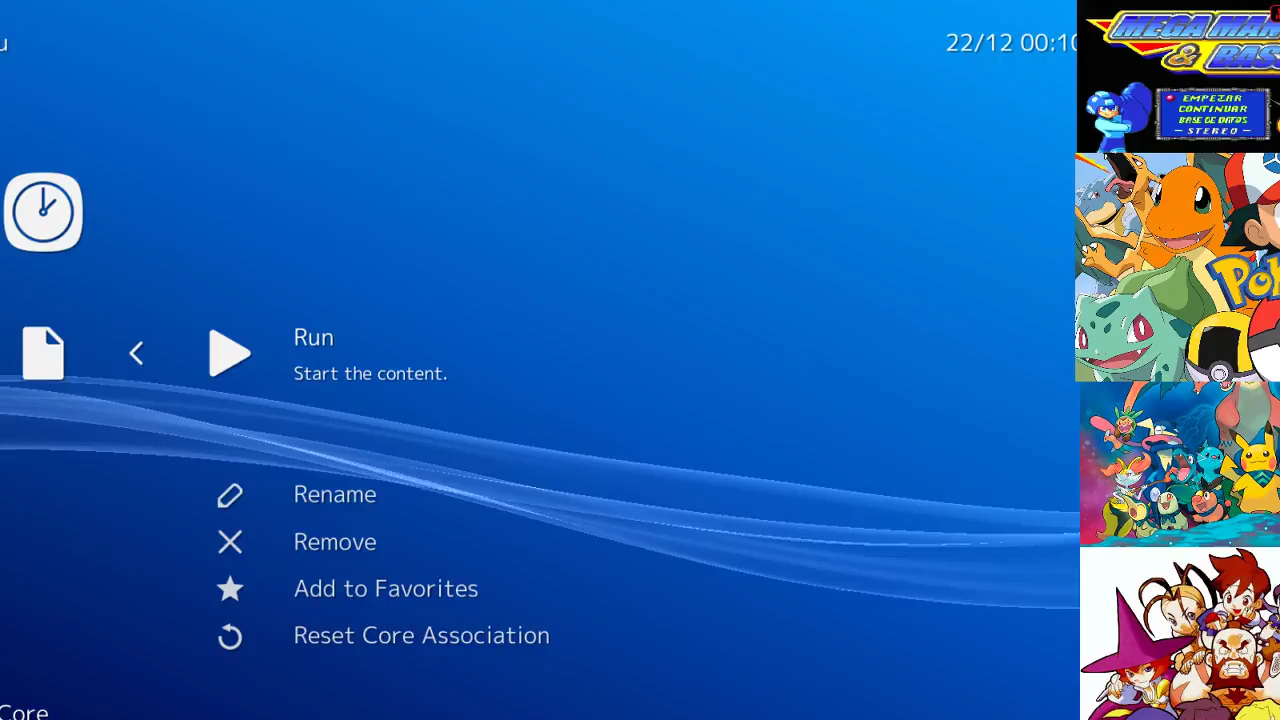 u
22/12 00:10
Run
Start the content.
Rename
Remove
Add to Favorites
Reset Core Association
Core
MEGA MAN
& BASS
EMPEZAR
CONTINUAR
BASE DE DATOS
- STEREO -
Pok